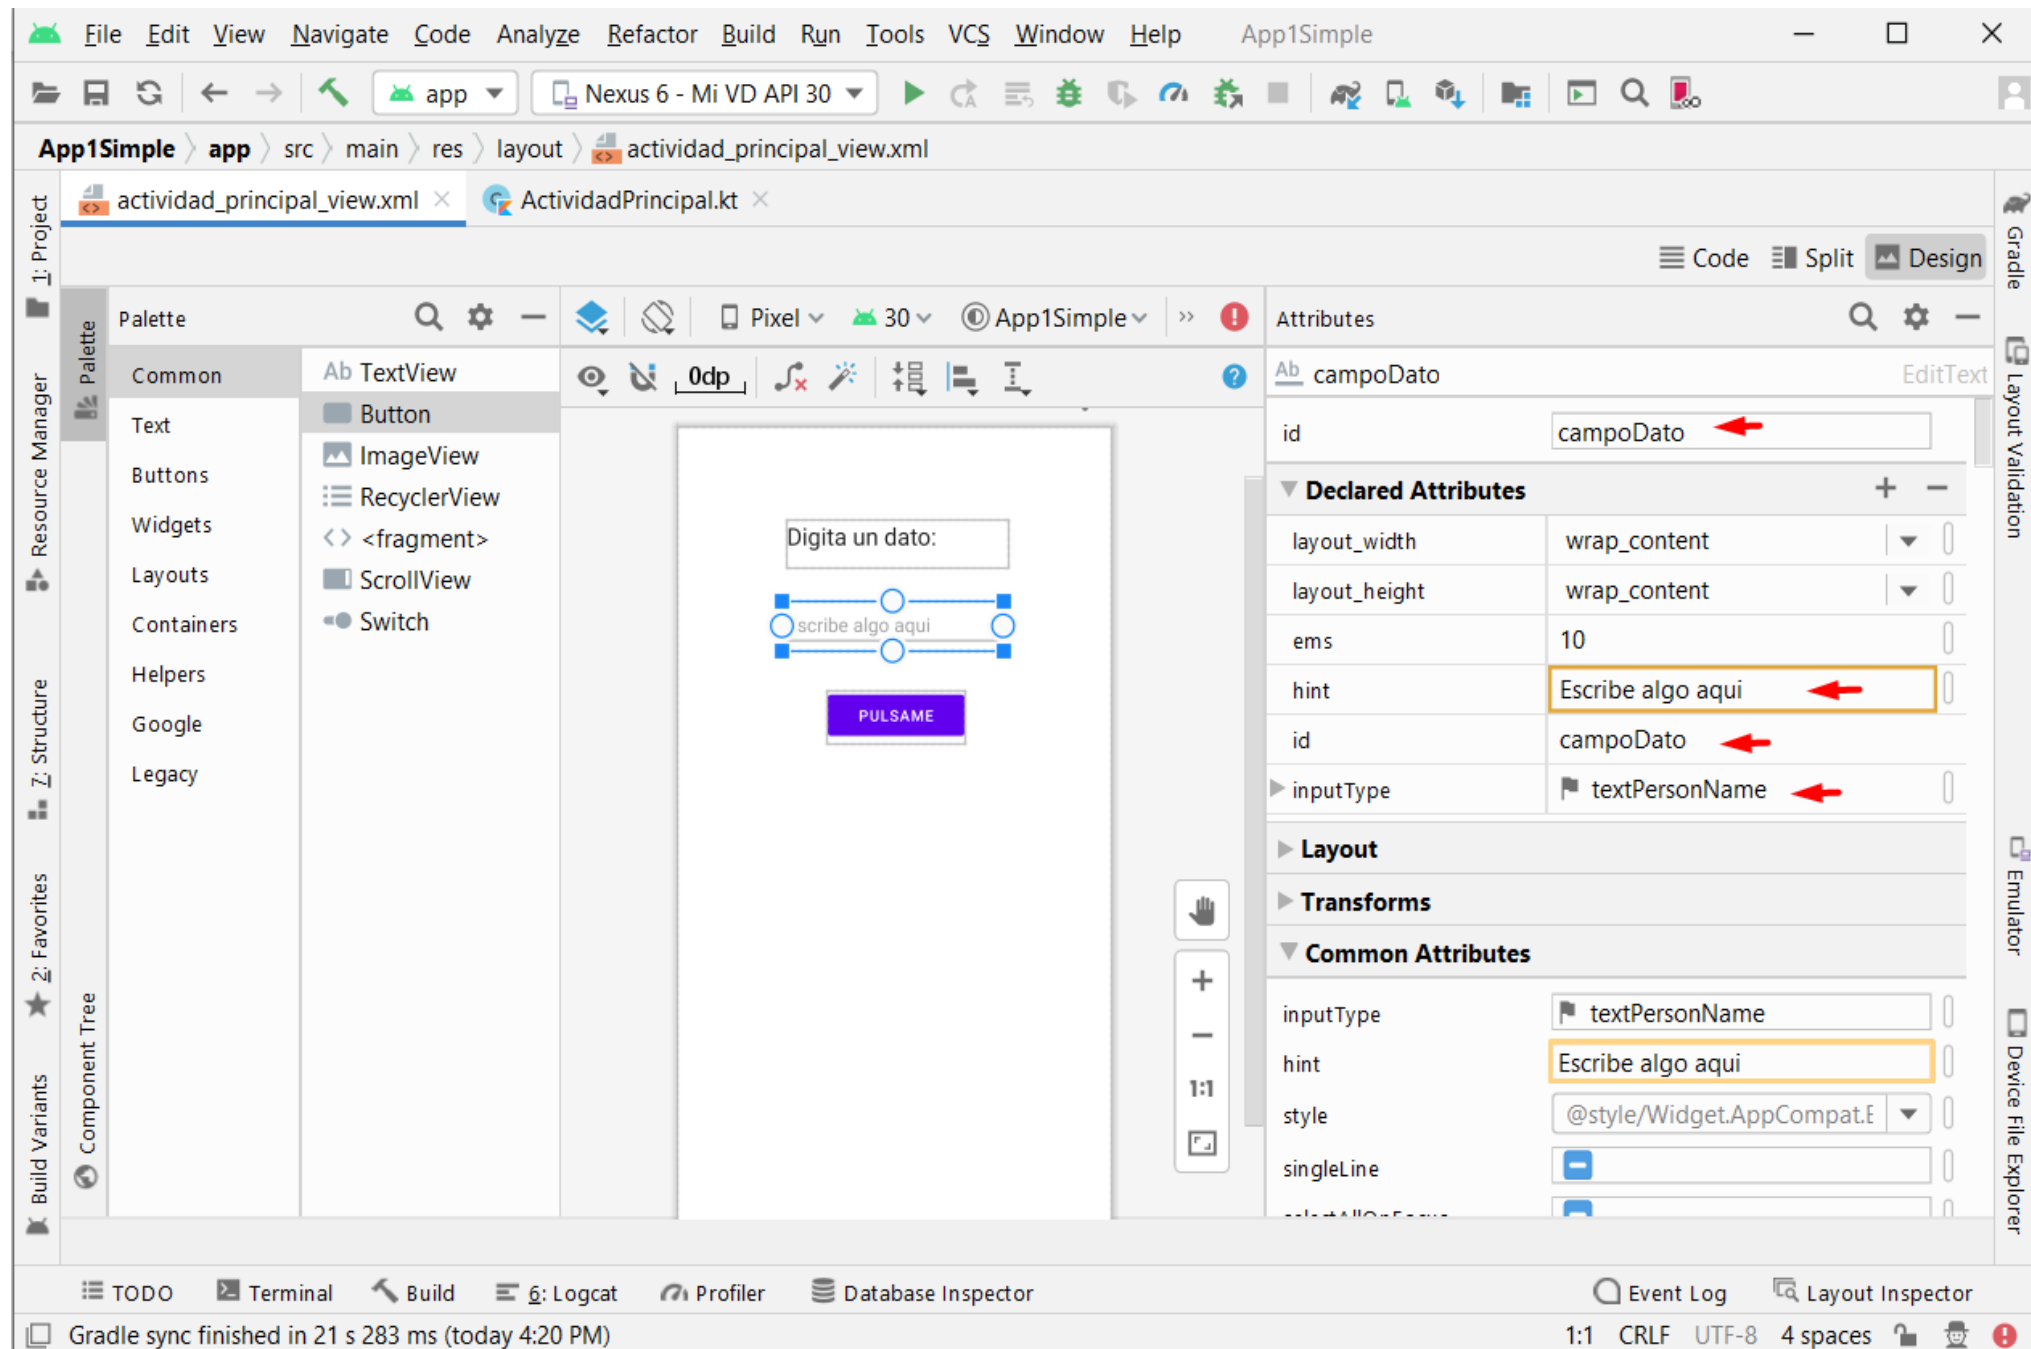 File Edit View Navigate Code Analyze Refactor Build Run Tools VCS Window Help App1Simple
app Nexus 6 - Mi VD API 30
App1Simple app src main res layout actividad_principal_view.xml
actividad_principal_view.xml ActividadPrincipal.kt
Code Split Design
1: Project
Resource Manager
7: Structure
2: Favorites
Build Variants
Palette
Component Tree
Palette
Common
Text
Buttons
Widgets
Layouts
Containers
Helpers
Google
Legacy
Ab TextView
Button
ImageView
RecyclerView
<> <fragment>
ScrollView
Switch
Pixel 30 App1Simple »
0dp
Digita un dato:
scribe algo aqui
PULSAME
1:1
Attributes
Ab campoDato EditText
id campoDato
Declared Attributes
layout_width wrap_content
layout_height wrap_content
ems 10
hint Escribe algo aqui
id campoDato
inputType textPersonName
Layout
Transforms
Common Attributes
inputType textPersonName
hint Escribe algo aqui
style @style/Widget.AppCompat.E
singleLine
Gradle
Layout Validation
Emulator
Device File Explorer
TODO Terminal Build 6: Logcat Profiler Database Inspector Event Log Layout Inspector
Gradle sync finished in 21 s 283 ms (today 4:20 PM) 1:1 CRLF UTF-8 4 spaces